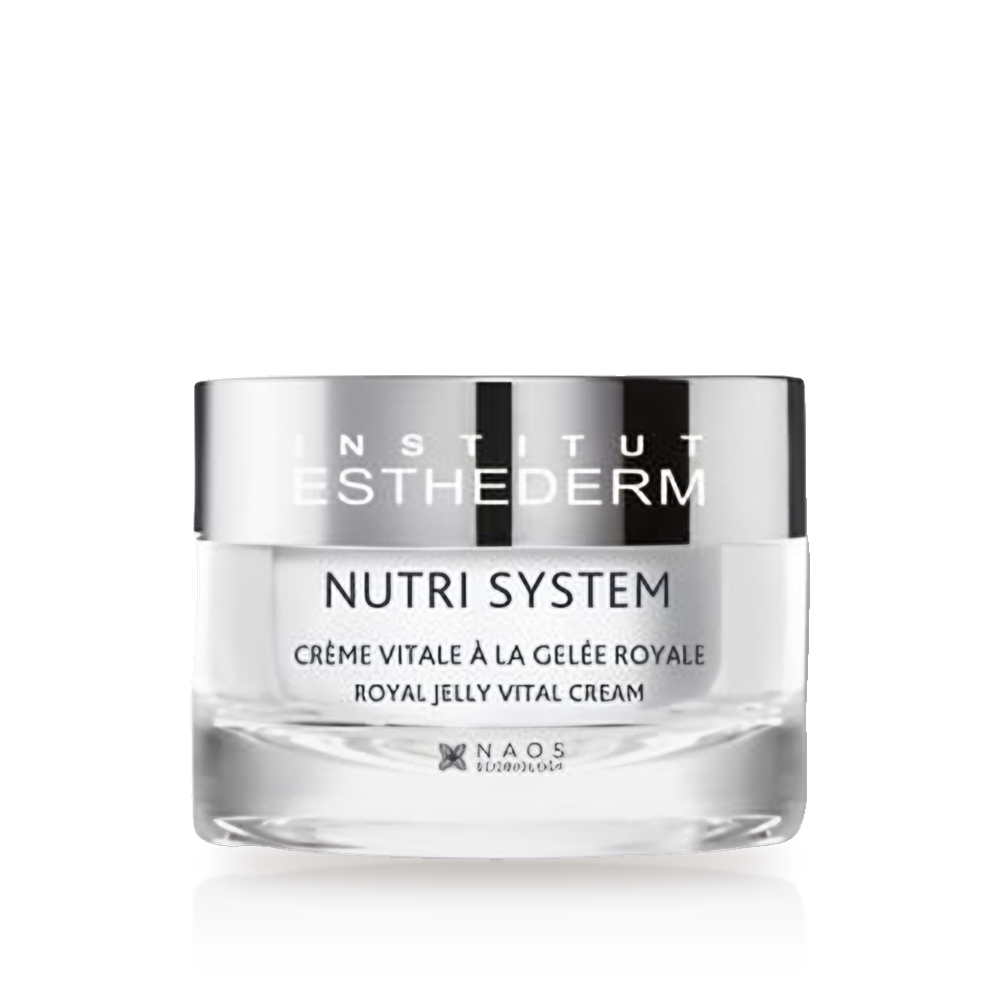 INSTITUT
ESTHEDERM
NUTRI SYSTEM
CRÈME VITALE À LA GELÉE ROYALE
ROYAL JELLY VITAL CREAM
NAOS